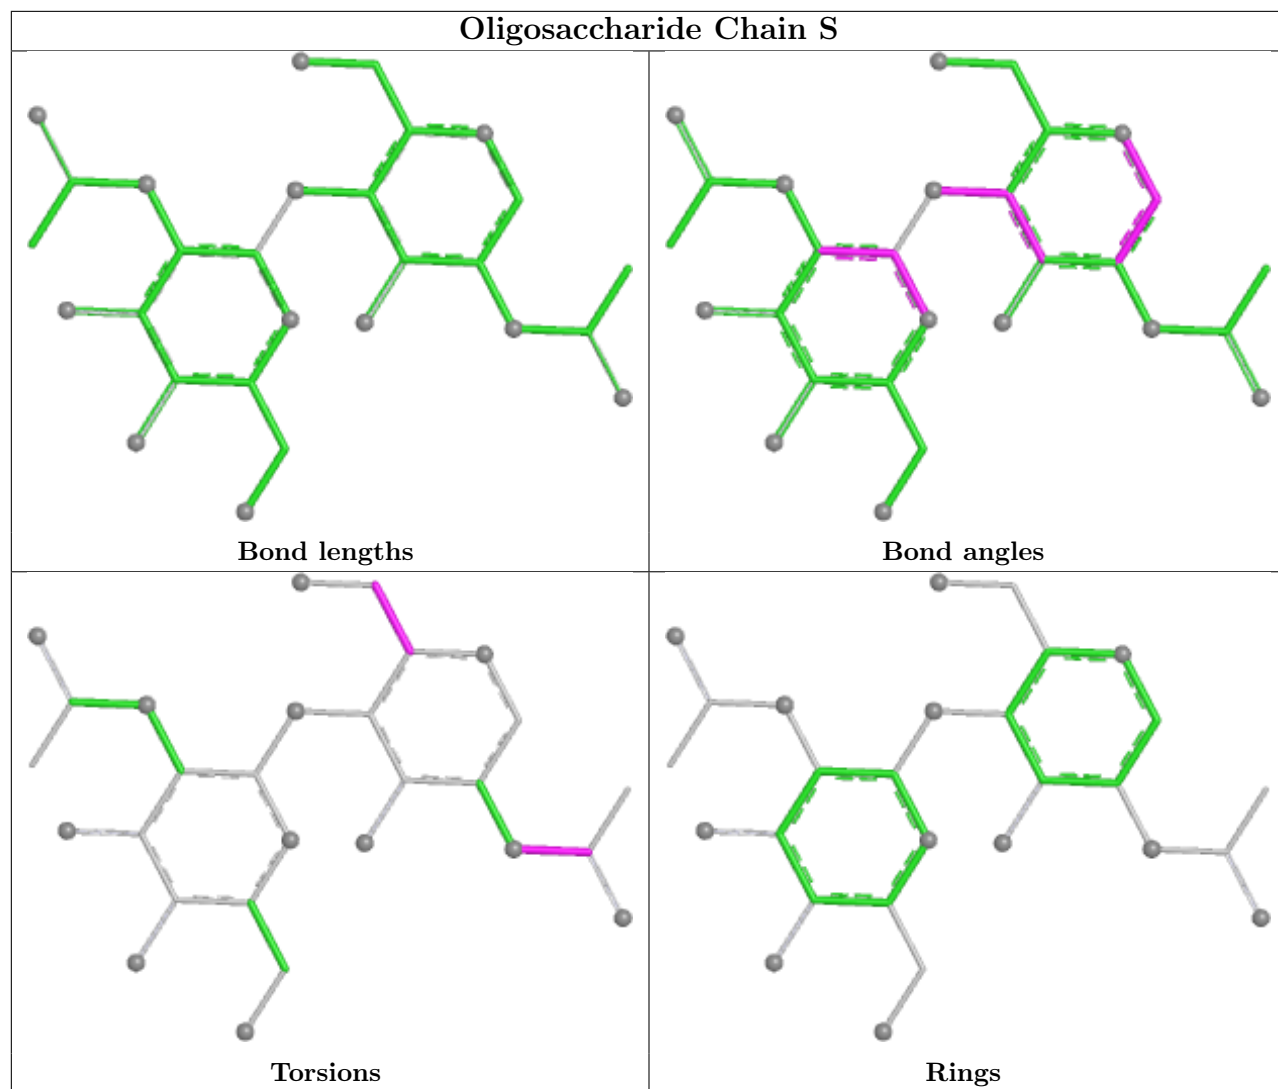 Oligosaccharide Chain S
Bond lengths
Bond angles
Torsions
Rings